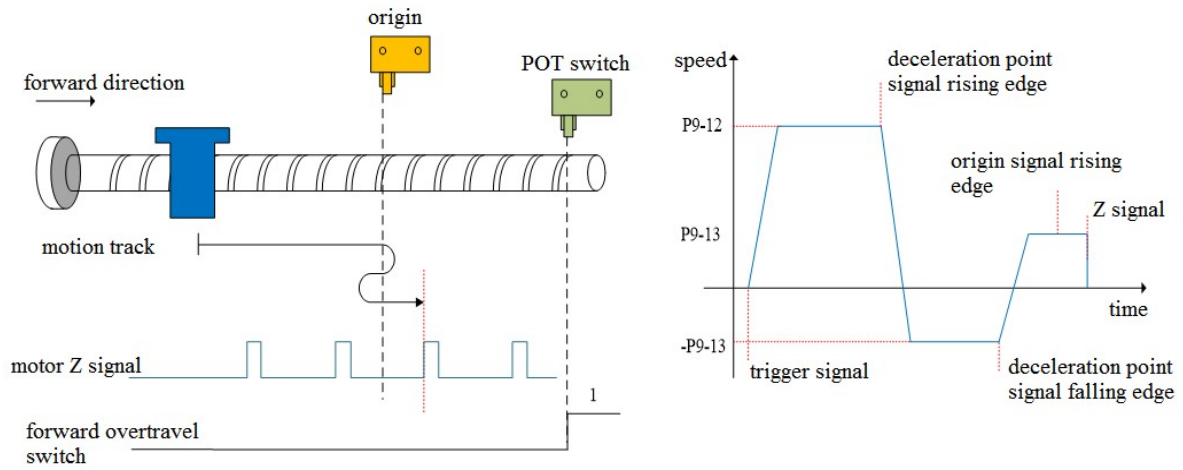 origin
POT switch
forward direction
motion track
motor Z signal
forward overtravel
switch
1
speed
deceleration point
signal rising edge
P9-12
origin signal rising
edge
Z signal
P9-13
time
-P9-13
trigger signal
deceleration point
signal falling edge